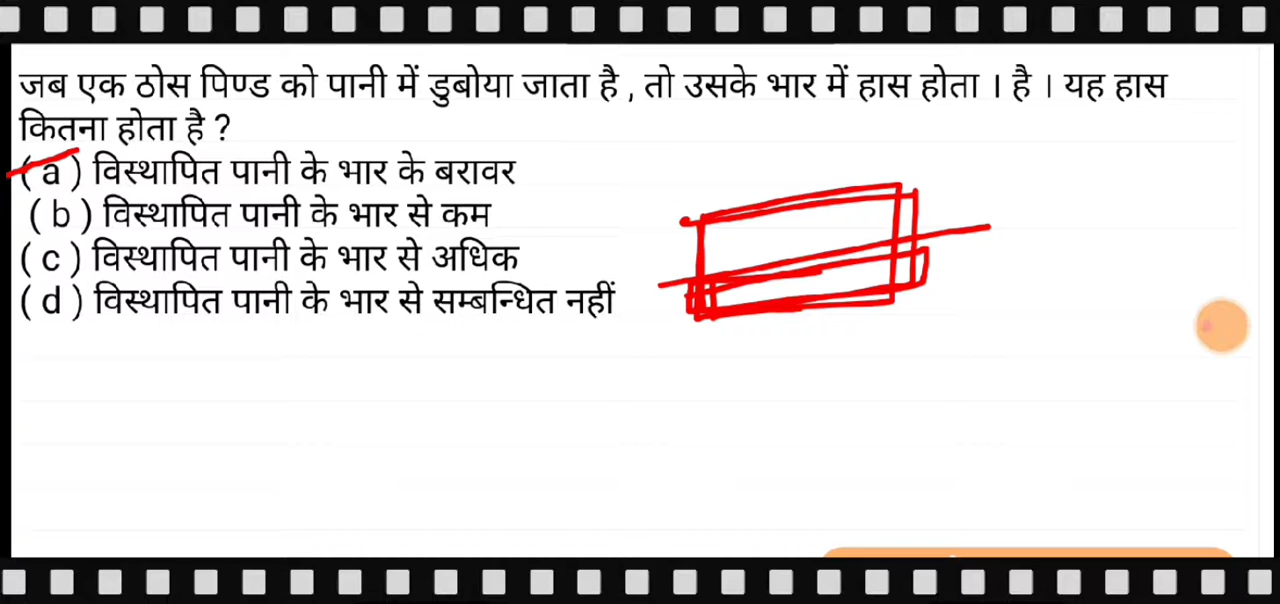 जब एक ठोस पिण्ड को पानी में डुबोया जाता है , तो उसके भार में हास होता । है । यह हास
कितना होता है ?
( a ) विस्थापित पानी के भार के बरावर
( b ) विस्थापित पानी के भार से कम
( c ) विस्थापित पानी के भार से अधिक
( d ) विस्थापित पानी के भार से सम्बन्धित नहीं